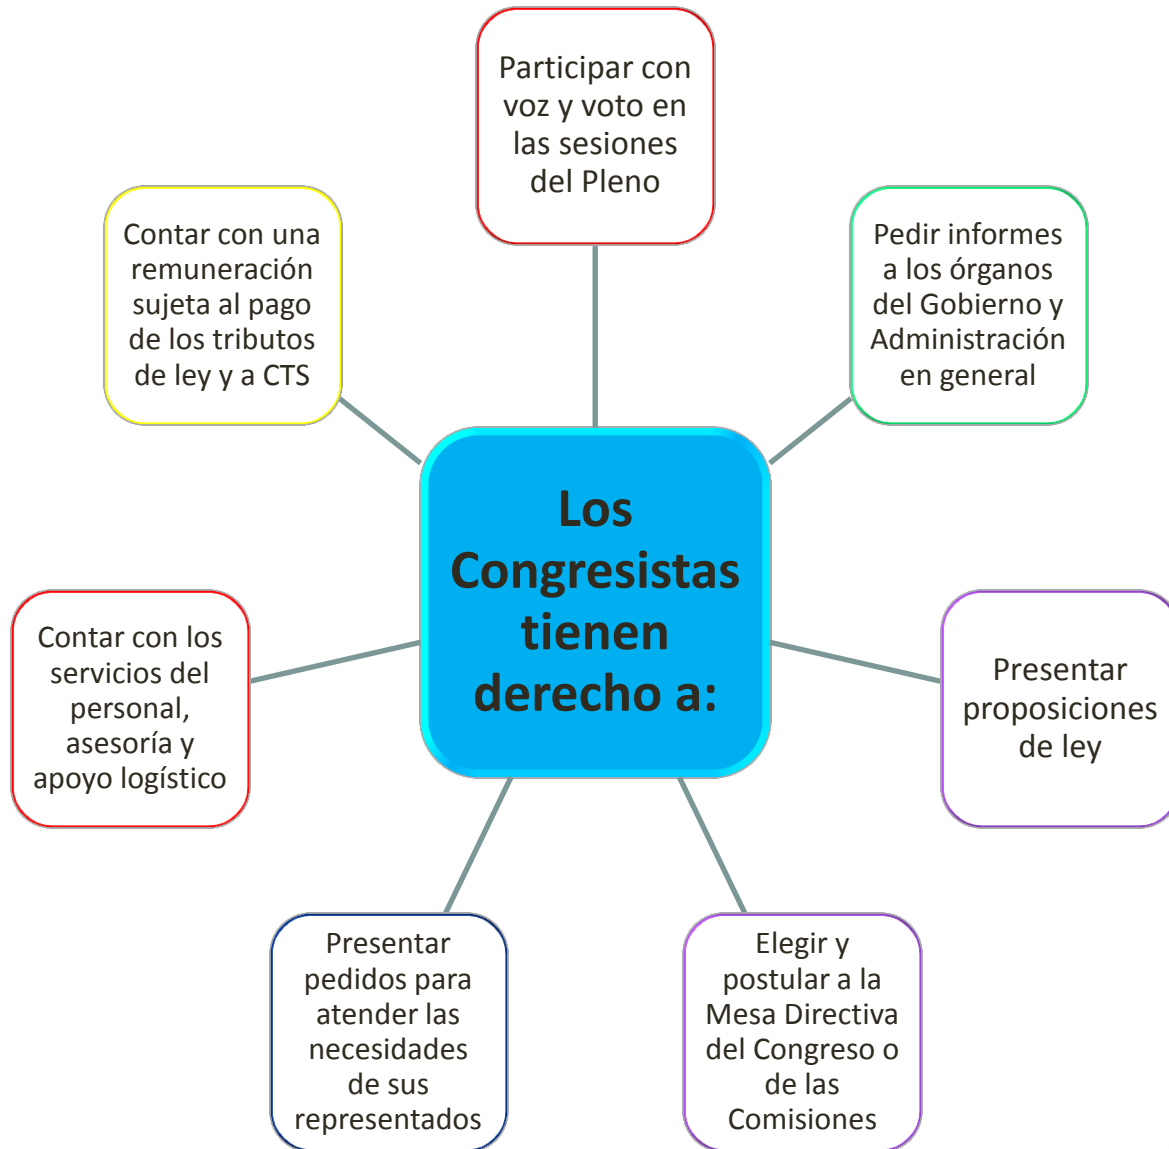 Participar con
voz y voto en
las sesiones
del Pleno
Contar con una
remuneración
sujeta al pago
de los tributos
de ley y a CTS
Pedir informes
a los órganos
del Gobierno y
Administración
en general
Los
Congresistas
tienen
derecho a:
Contar con los
servicios del
personal,
asesoría y
apoyo logístico
Presentar
proposiciones
de ley
Presentar
pedidos para
atender las
necesidades
de sus
representados
Elegir y
postular a la
Mesa Directiva
del Congreso o
de las
Comisiones